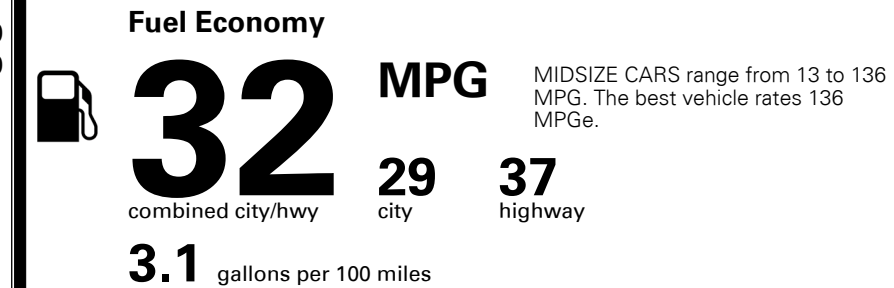 Fuel Economy
32 MPG
MIDSIZE CARS range from 13 to 136
MPG. The best vehicle rates 136
MPGe.
combined city/hwy
29
city
37
highway
3.1 gallons per 100 miles